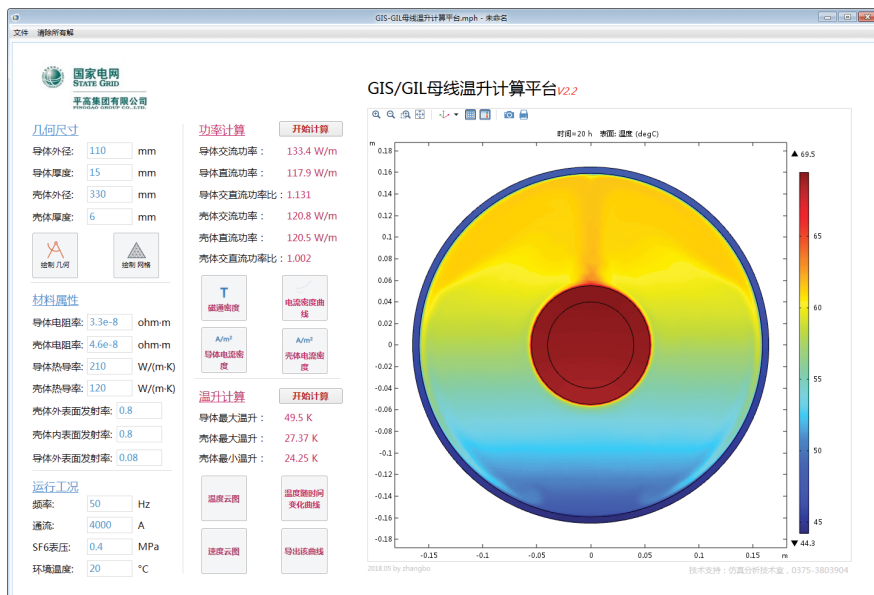 GIS-GIL母线温升计算平台.mph - 未命名
文件 清除所有解
国家电网
STATE GRID
平高集团有限公司
PINGGAO GROUP CO.,LTD.
GIS/GIL母线温升计算平台V2.2
几何尺寸
导体外径: 110 mm
导体厚度: 15 mm
壳体外径: 330 mm
壳体厚度: 6 mm
绘制 几何
绘制 网格
材料属性
导体电阻率: 3.3e-8 ohm·m
壳体电阻率: 4.6e-8 ohm·m
导体热导率: 210 W/(m·K)
壳体热导率: 120 W/(m·K)
壳体外表面发射率: 0.8
壳体内表面发射率: 0.8
导体外表面发射率: 0.08
运行工况
频率: 50 Hz
通流: 4000 A
SF6表压: 0.4 MPa
环境温度: 20 °C
功率计算 开始计算
导体交流功率： 133.4 W/m
导体直流功率： 117.9 W/m
导体交直流功率比：1.131
壳体交流功率： 120.8 W/m
壳体直流功率： 120.5 W/m
壳体交直流功率比：1.002
T
磁通密度
电流密度曲
线
A/m²
导体电流密
度
A/m²
壳体电流密
度
温升计算 开始计算
导体最大温升： 49.5 K
壳体最大温升： 27.37 K
壳体最小温升： 24.25 K
温度云图
温度随时间
变化曲线
速度云图
导出该曲线
时间=20 h 表面: 温度 (degC)
m
0.18
0.16
0.14
0.12
0.1
0.08
0.06
0.04
0.02
0
-0.02
-0.04
-0.06
-0.08
-0.1
-0.12
-0.14
-0.16
-0.18
-0.15 -0.1 -0.05 0 0.05 0.1 0.15 m
▲ 69.5
65
60
55
50
45
▼ 44.3
2018.05 by zhangbo
技术支持：仿真分析技术室，0375-3803904